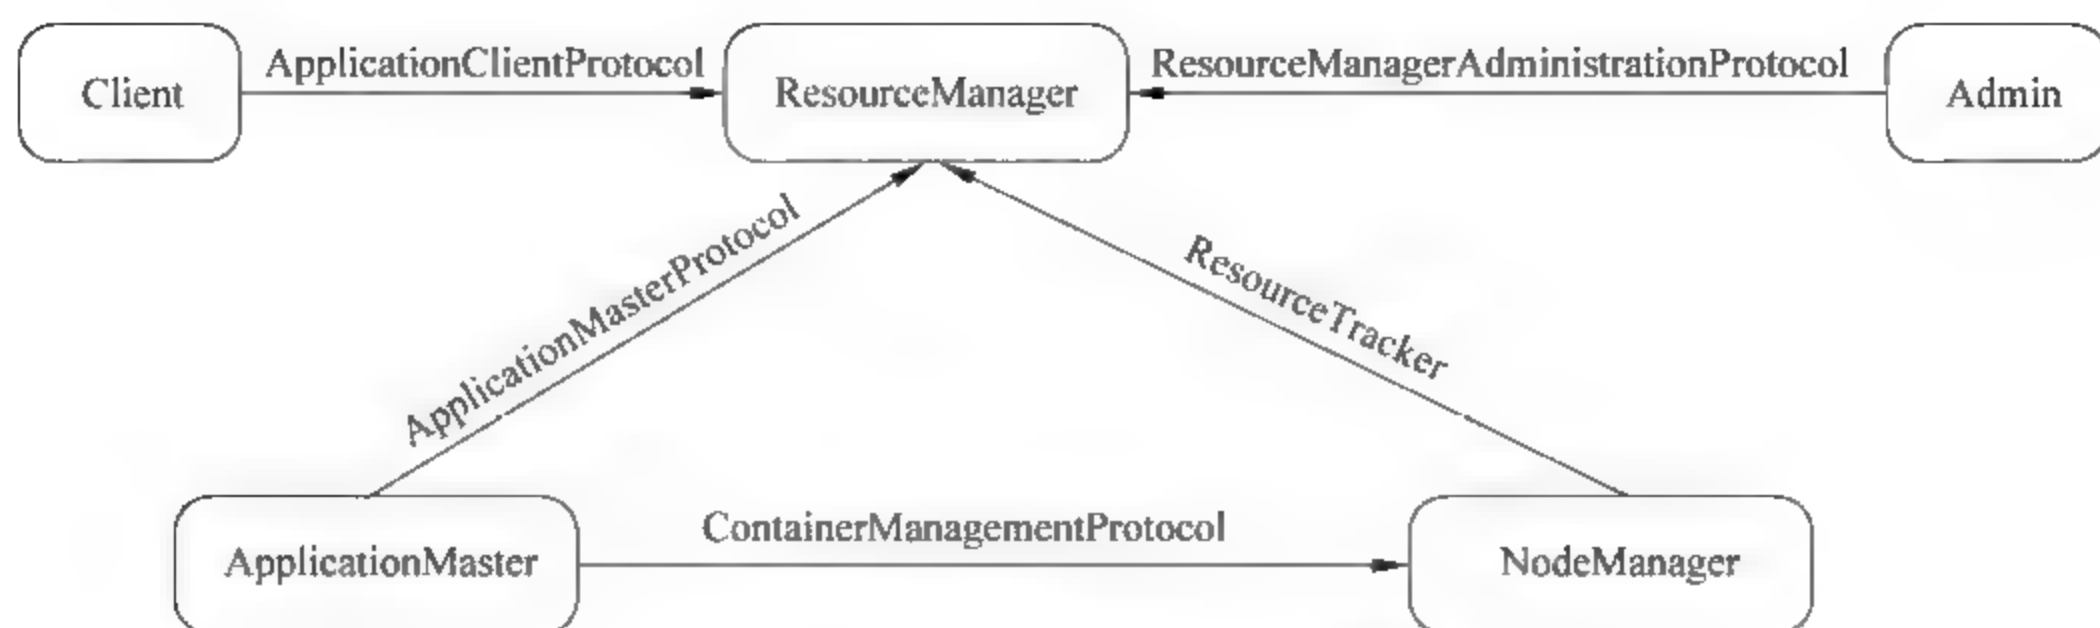 Client
ApplicationClientProtocol
ResourceManager
ResourceManagerAdministrationProtocol
Admin
ApplicationMasterProtocol
ResourceTracker
ApplicationMaster
ContainerManagementProtocol
NodeManager